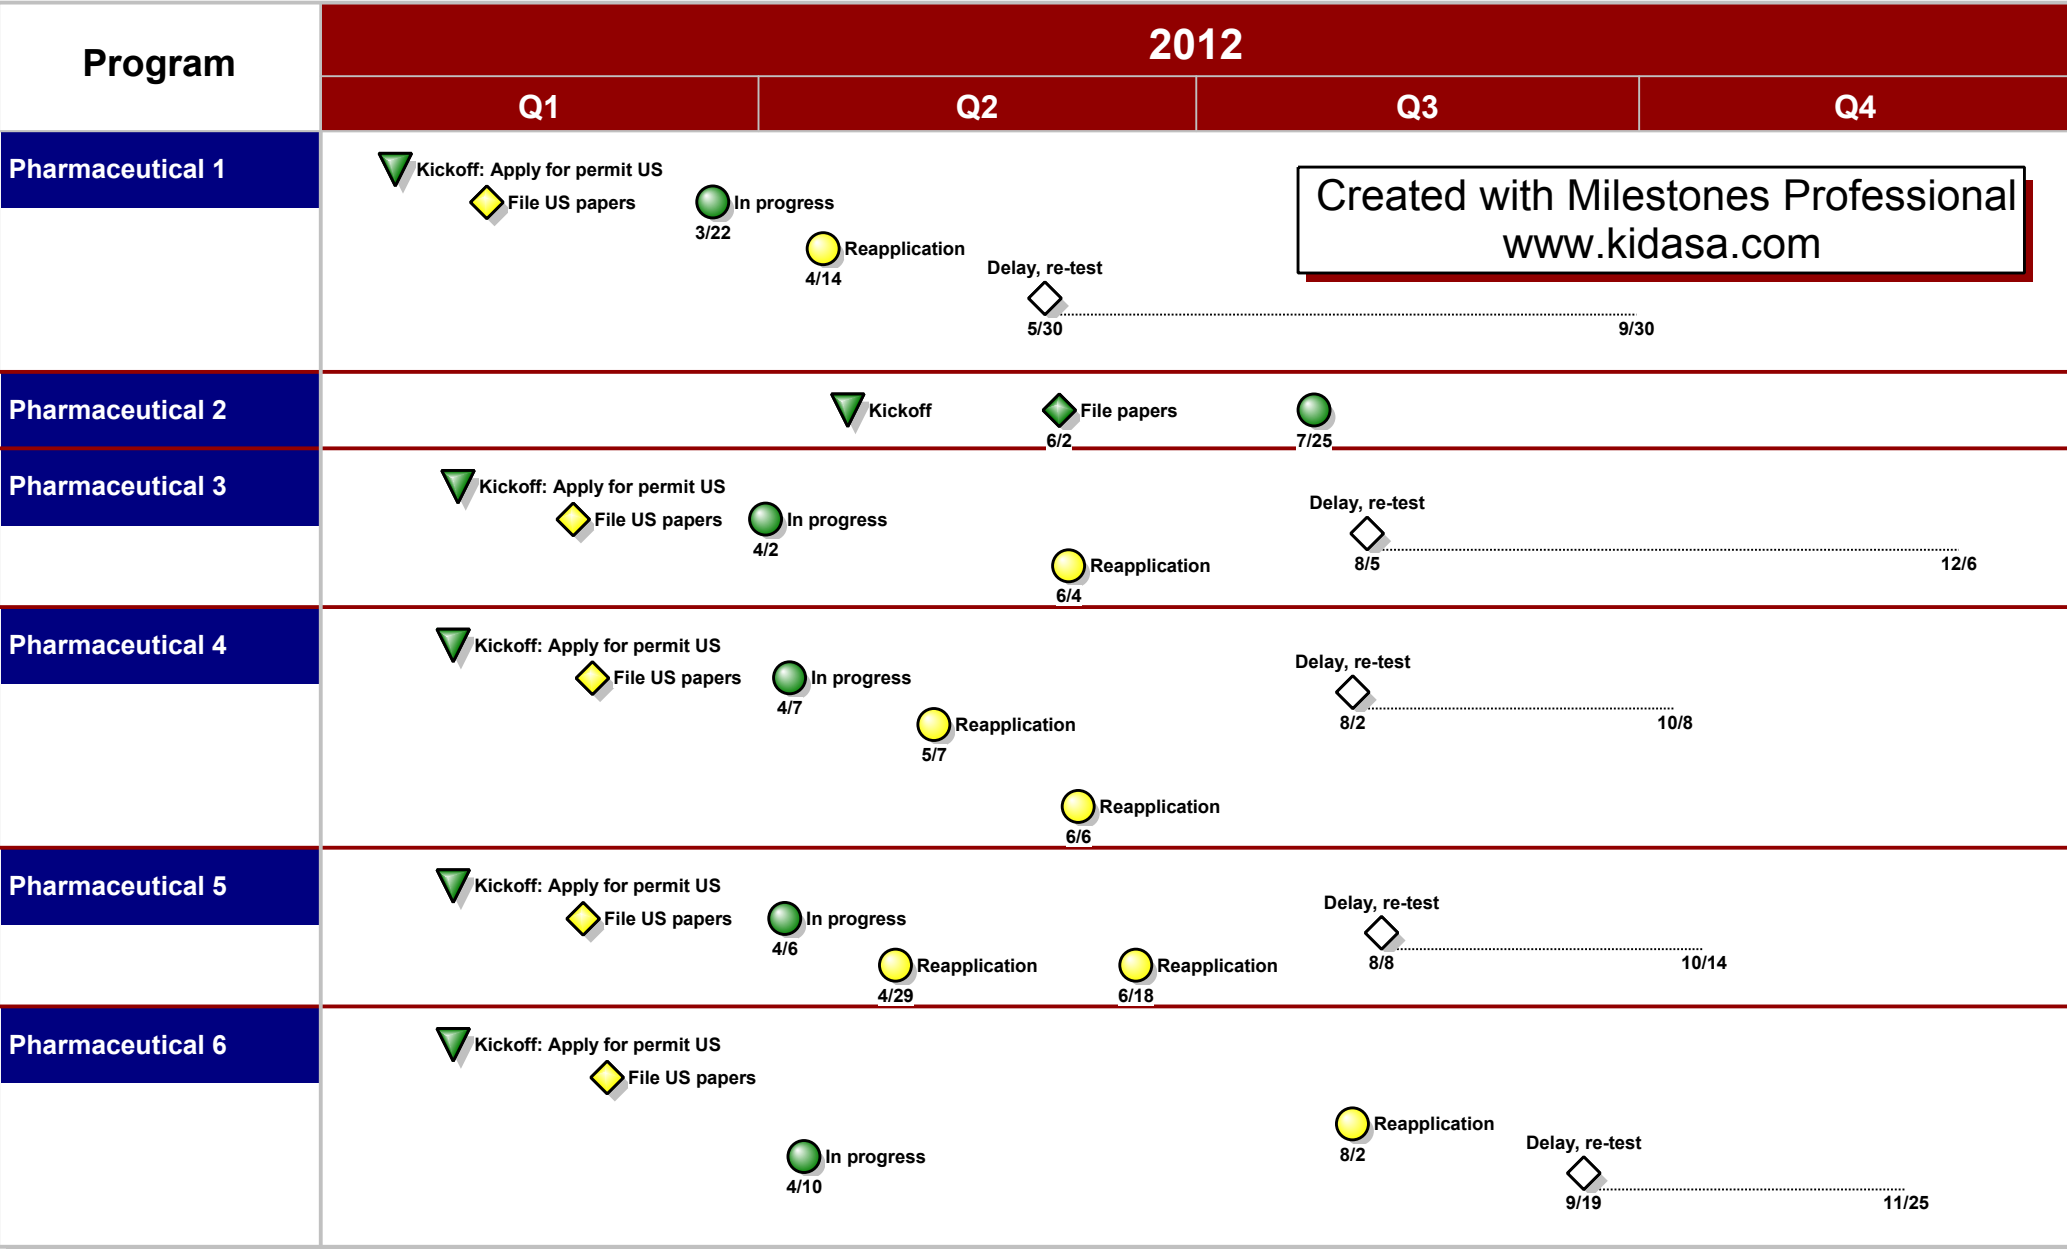 Program
2012
Q1 Q2 Q3 Q4
Pharmaceutical 1
Kickoff: Apply for permit US
File US papers
In progress
3/22
Reapplication
4/14
Delay, re-test
5/30 9/30
Created with Milestones Professional
www.kidasa.com
Pharmaceutical 2
Kickoff
File papers
6/2
7/25
Pharmaceutical 3
Kickoff: Apply for permit US
File US papers
In progress
4/2
Reapplication
6/4
Delay, re-test
8/5 12/6
Pharmaceutical 4
Kickoff: Apply for permit US
File US papers
In progress
4/7
Reapplication
5/7
Reapplication
6/6
Delay, re-test
8/2 10/8
Pharmaceutical 5
Kickoff: Apply for permit US
File US papers
In progress
4/6
Reapplication
4/29
Reapplication
6/18
Delay, re-test
8/8 10/14
Pharmaceutical 6
Kickoff: Apply for permit US
File US papers
In progress
4/10
Reapplication
8/2
Delay, re-test
9/19 11/25